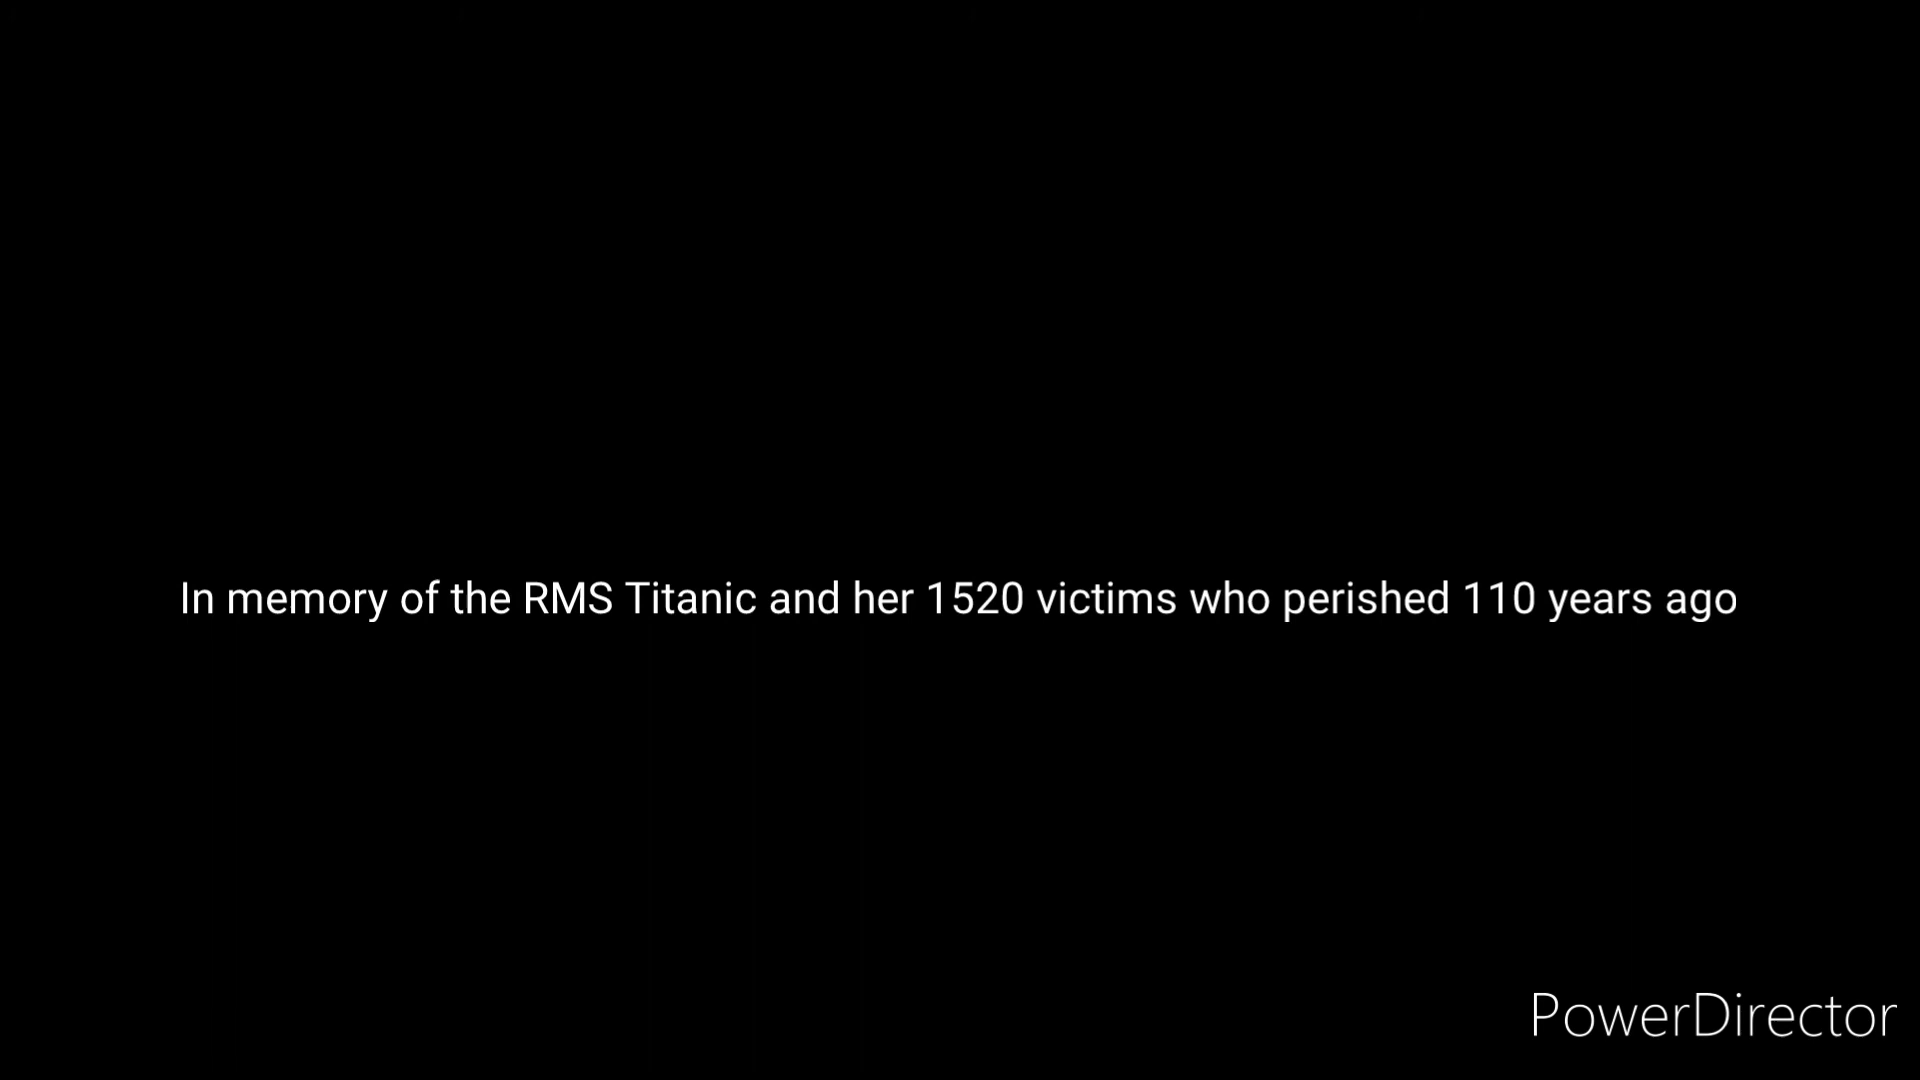 In memory of the RMS Titanic and her 1520 victims who perished 110 years ago
PowerDirector